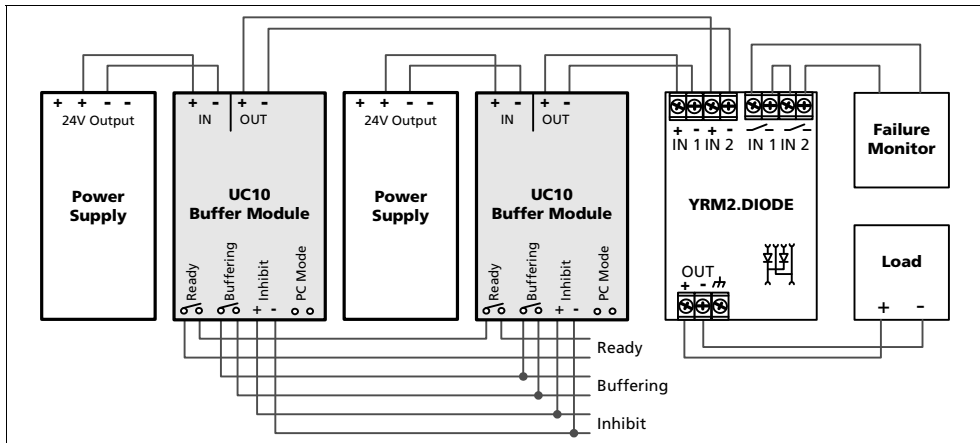 + + - -
24V Output
Power
Supply
+ - + -
IN OUT
UC10
Buffer Module
Ready
Buffering
Inhibit
PC Mode
+ -
+ + - -
24V Output
Power
Supply
+ - + -
IN OUT
UC10
Buffer Module
Ready
Buffering
Inhibit
PC Mode
+ -
+ - + -
IN 1 IN 2 IN 1 IN 2
YRM2.DIODE
OUT
+ -
Failure
Monitor
Load
+ -
Ready
Buffering
Inhibit